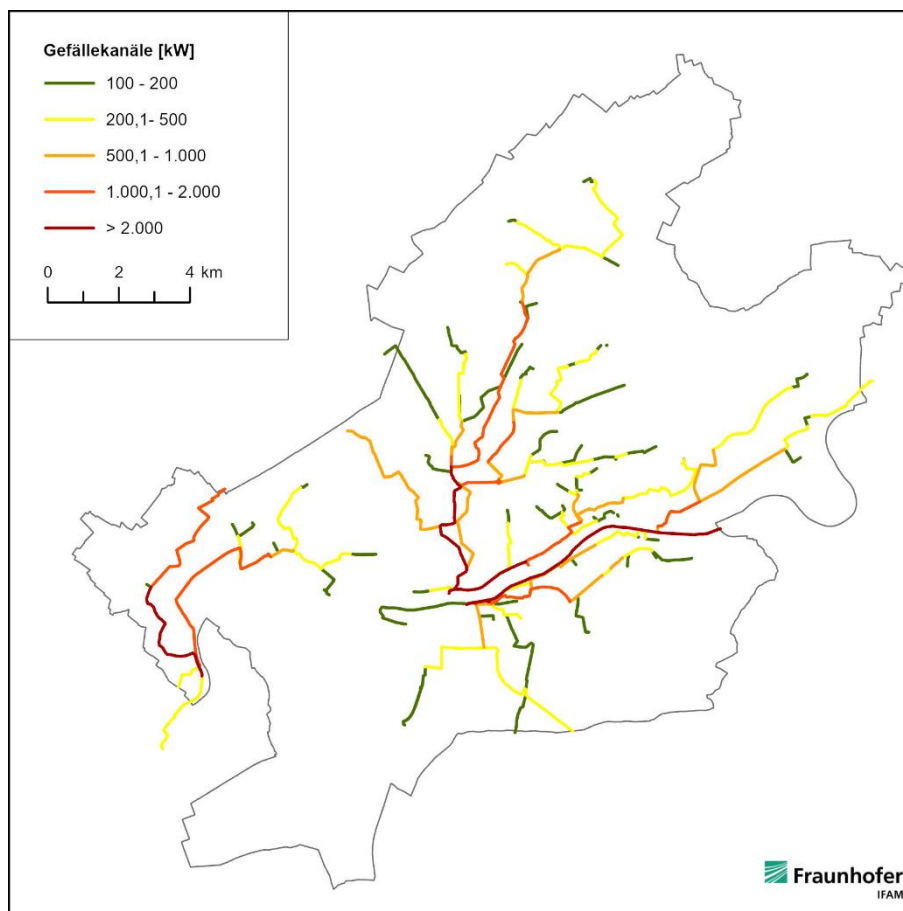 Gefällekanäle [kW]
100 - 200
200,1- 500
500,1 - 1.000
1.000,1 - 2.000
> 2.000
0 2 4 km
Fraunhofer
IFAM